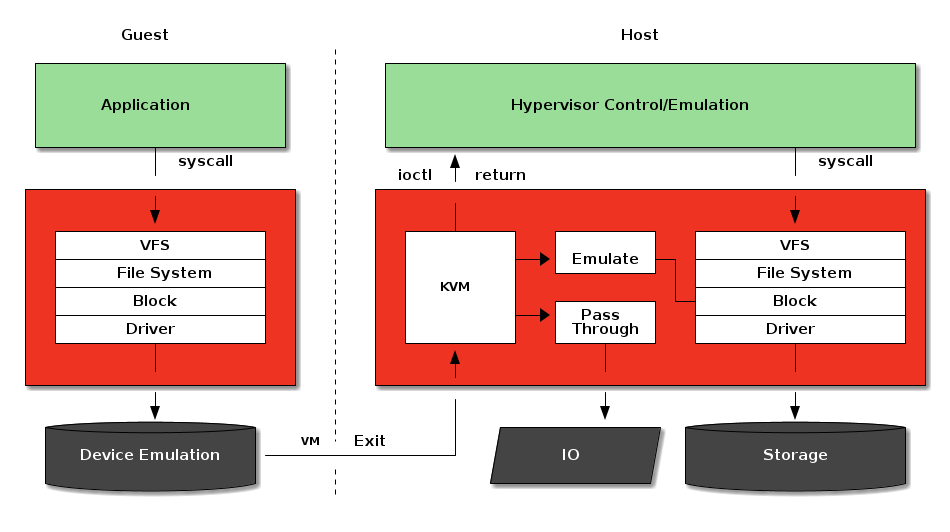 Guest
Host
Application
Hypervisor Control/Emulation
syscall
syscall
ioctl
return
VFS
File System
Block
Driver
KVM
Emulate
Pass
Through
VFS
File System
Block
Driver
Device Emulation
VM
Exit
IO
Storage